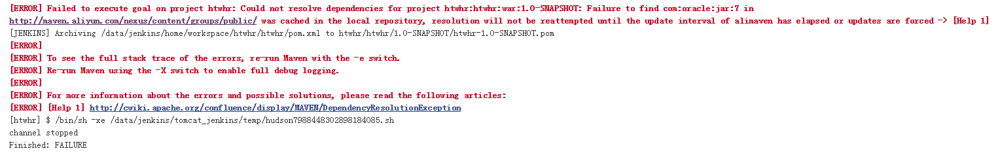 [ERROR] Failed to execute goal on project htwhr: Could not resolve dependencies for project htwhr:htwhr:war:1.0-SNAPSHOT: Failure to find com:oracle:jar:7 in
http://maven.aliyun.com/nexus/content/groups/public/ was cached in the local repository, resolution will not be reattempted until the update interval of alimaven has elapsed or updates are forced -> [Help 1]
[JENKINS] Archiving /data/jenkins/home/workspace/htwhr/htwhr/pom.xml to htwhr/htwhr/1.0-SNAPSHOT/htwhr-1.0-SNAPSHOT.pom
[ERROR]
[ERROR] To see the full stack trace of the errors, re-run Maven with the -e switch.
[ERROR] Re-run Maven using the -X switch to enable full debug logging.
[ERROR]
[ERROR] For more information about the errors and possible solutions, please read the following articles:
[ERROR] [Help 1] http://cwiki.apache.org/confluence/display/MAVEN/DependencyResolutionException
[htwhr] $ /bin/sh -xe /data/jenkins/tomcat_jenkins/temp/hudson7988448302898184085.sh
channel stopped
Finished: FAILURE